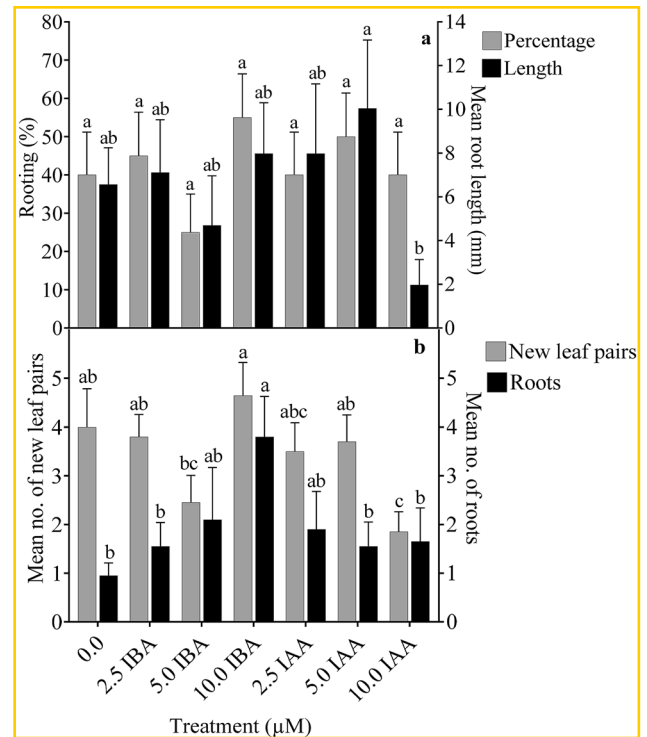 80 14
a
Percentage
Length
a
70 12
a a ab
60 10
a ab ab a
50 8
a ab a a
40 a ab 6
30 4
20 b
10 2
0 0
Rooting (%)
Mean root length (mm)
b
New leaf pairs
Roots
a
5 ab a 5
ab abc ab
4 4
bc ab
3 ab 3
b b c b
2 2
b
1 1
0 0
Mean no. of new leaf pairs
Mean no. of roots
0.0 2.5 IBA 5.0 IBA 10.0 IBA 2.5 IAA 5.0 IAA 10.0 IAA
Treatment (µM)